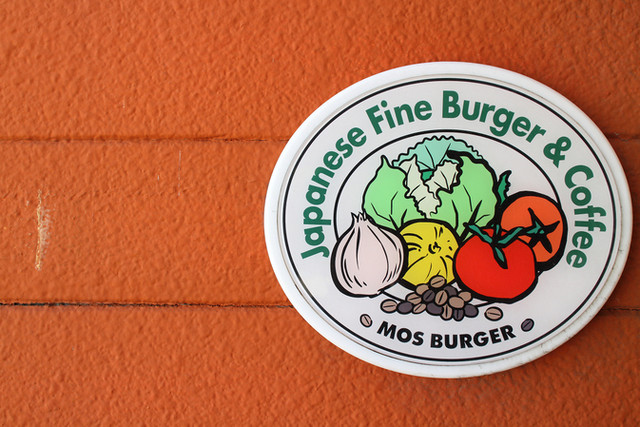 Japanese Fine Burger & Coffee
MOS BURGER